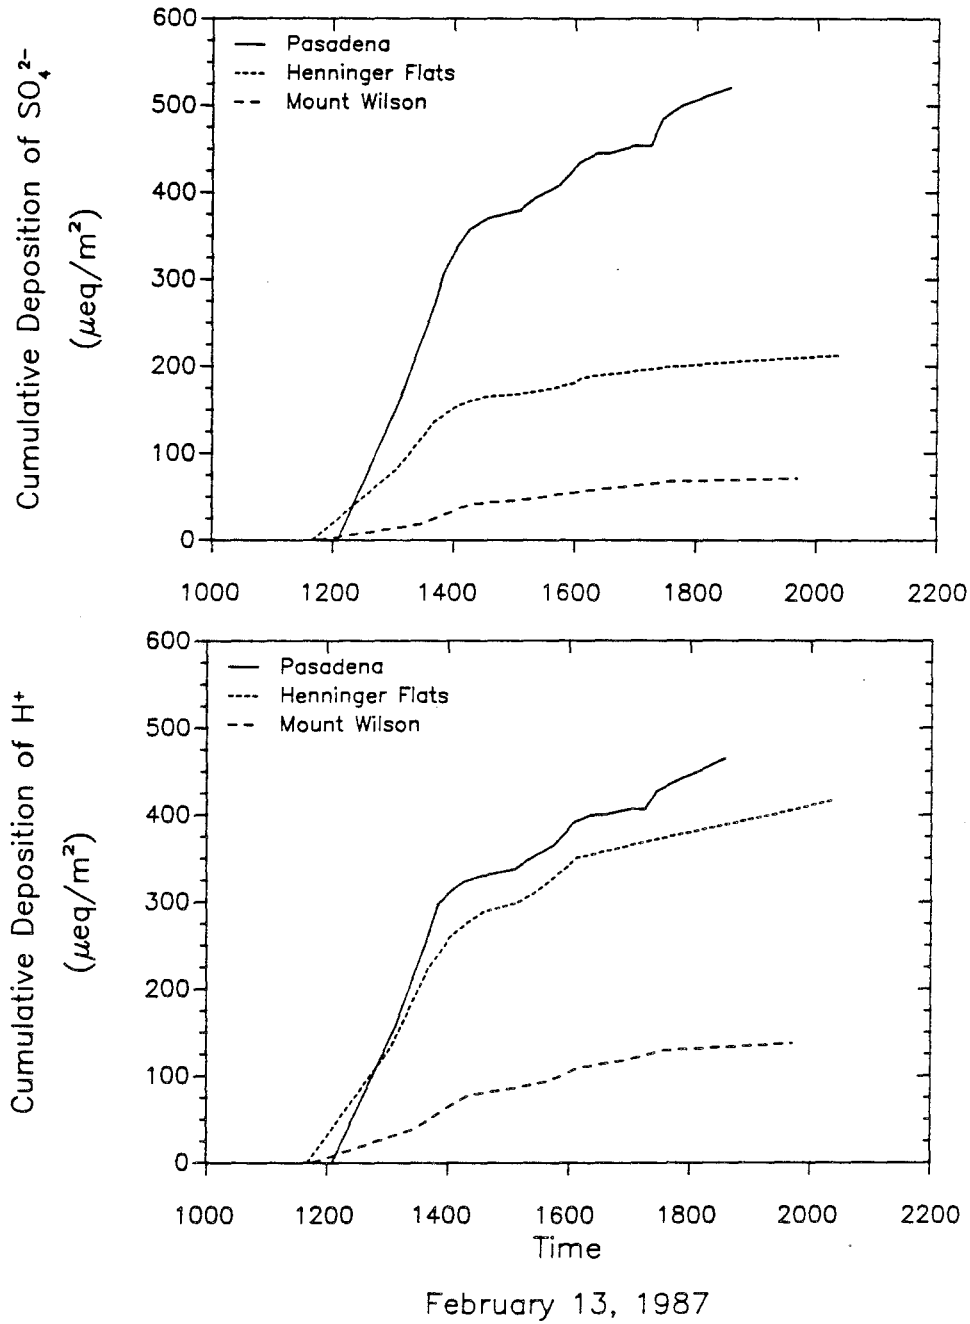 Cumulative Deposition of SO₄²⁻
(μeq/m²)
600
500
400
300
200
100
0
Pasadena
Henninger Flats
Mount Wilson
1000 1200 1400 1600 1800 2000 2200
Cumulative Deposition of H⁺
(μeq/m²)
600
500
400
300
200
100
0
Pasadena
Henninger Flats
Mount Wilson
1000 1200 1400 1600 1800 2000 2200
Time
February 13, 1987